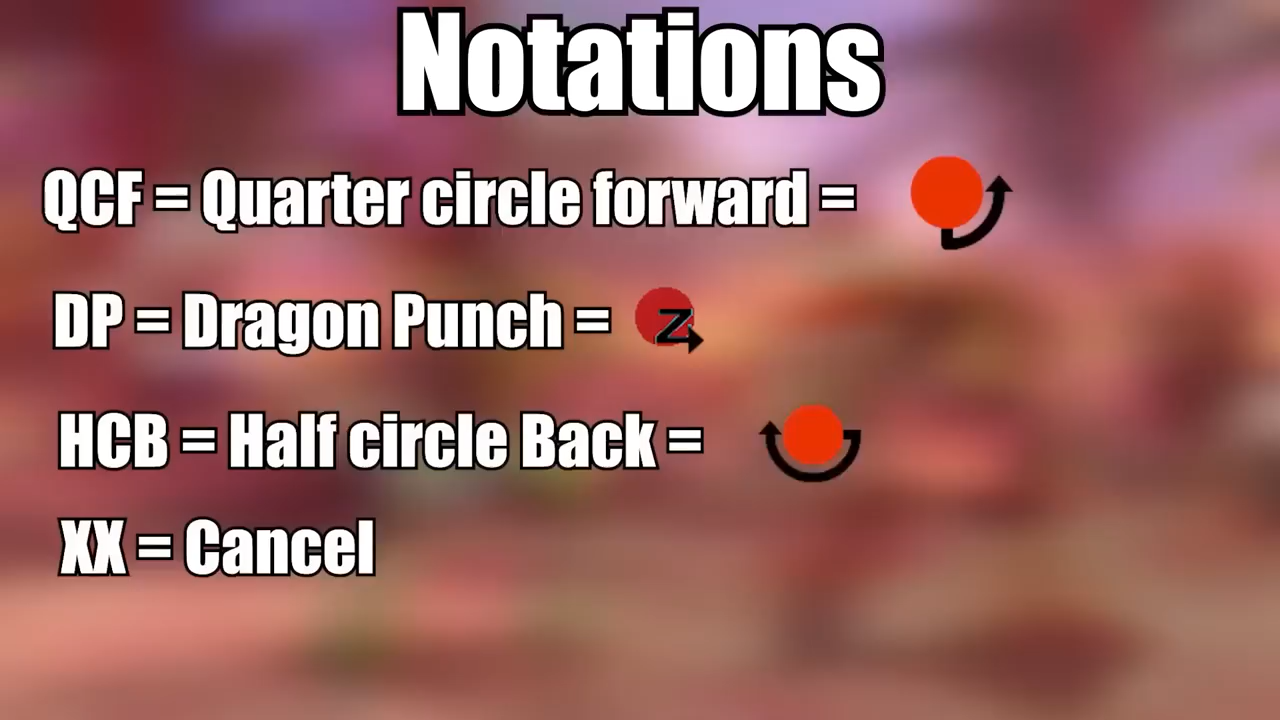 Notations
QCF = Quarter circle forward =
DP = Dragon Punch = Z
HCB = Half circle Back =
XX = Cancel